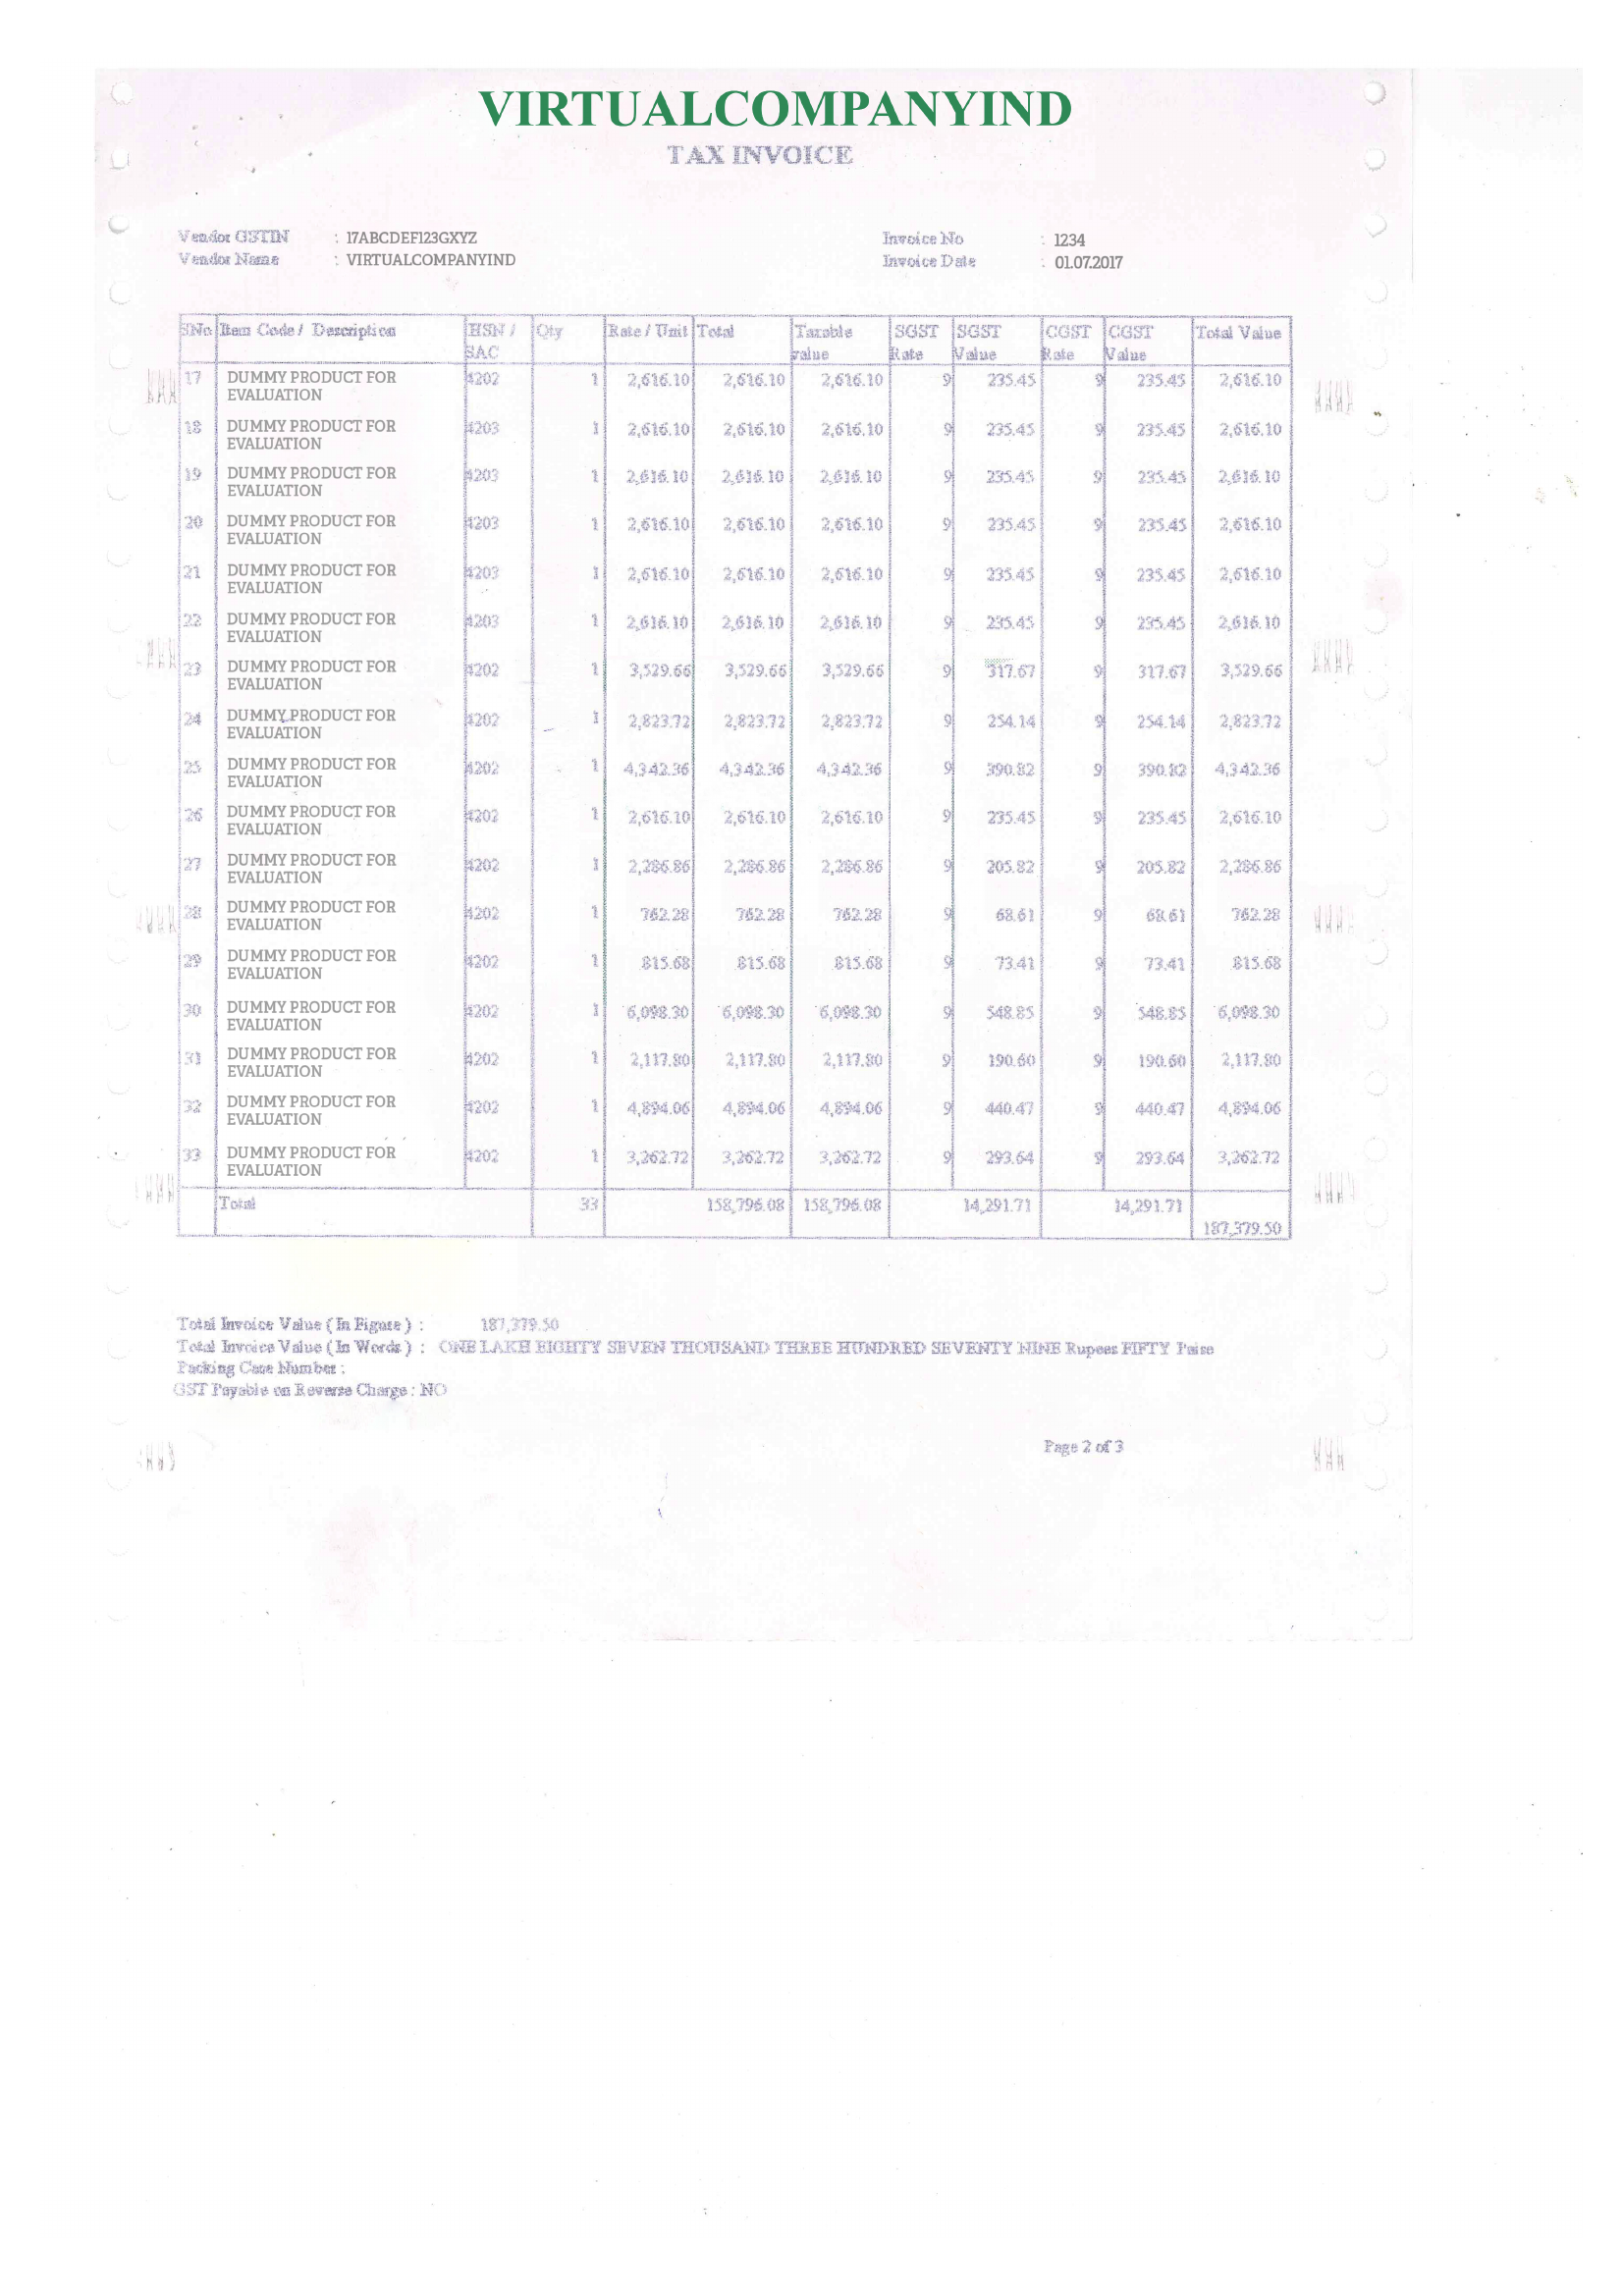 VIRTUALCOMPANYIND
TAX INVOICE
Vendor GSTIN : 17ABCDEF123GXYZ Invoice No : 1234
Vendor Name : VIRTUALCOMPANYIND Invoice Date : 01.07.2017
SNo Item Code / Description HSN / Qty Rate / Unit Total Taxable SGST SGST CGST CGST Total Value
SAC value Rate Value Rate Value
17 DUMMY PRODUCT FOR 4202 1 2,616.10 2,616.10 2,616.10 9 235.45 9 235.45 2,616.10
EVALUATION
18 DUMMY PRODUCT FOR 4203 1 2,616.10 2,616.10 2,616.10 9 235.45 9 235.45 2,616.10
EVALUATION
19 DUMMY PRODUCT FOR 4203 1 2,616.10 2,616.10 2,616.10 9 235.45 9 235.45 2,616.10
EVALUATION
20 DUMMY PRODUCT FOR 4203 1 2,616.10 2,616.10 2,616.10 9 235.45 9 235.45 2,616.10
EVALUATION
21 DUMMY PRODUCT FOR 4203 1 2,616.10 2,616.10 2,616.10 9 235.45 9 235.45 2,616.10
EVALUATION
22 DUMMY PRODUCT FOR 4203 1 2,616.10 2,616.10 2,616.10 9 235.45 9 235.45 2,616.10
EVALUATION
23 DUMMY PRODUCT FOR 4202 1 3,529.66 3,529.66 3,529.66 9 317.67 9 317.67 3,529.66
EVALUATION
24 DUMMY PRODUCT FOR 4202 1 2,823.72 2,823.72 2,823.72 9 254.14 9 254.14 2,823.72
EVALUATION
25 DUMMY PRODUCT FOR 4202 1 4,342.36 4,342.36 4,342.36 9 390.82 9 390.82 4,342.36
EVALUATION
26 DUMMY PRODUCT FOR 4202 1 2,616.10 2,616.10 2,616.10 9 235.45 9 235.45 2,616.10
EVALUATION
27 DUMMY PRODUCT FOR 4202 1 2,286.86 2,286.86 2,286.86 9 205.82 9 205.82 2,286.86
EVALUATION
28 DUMMY PRODUCT FOR 4202 1 762.28 762.28 762.28 9 68.61 9 68.61 762.28
EVALUATION
29 DUMMY PRODUCT FOR 4202 1 815.68 815.68 815.68 9 73.41 9 73.41 815.68
EVALUATION
30 DUMMY PRODUCT FOR 4202 1 6,098.30 6,098.30 6,098.30 9 548.85 9 548.85 6,098.30
EVALUATION
31 DUMMY PRODUCT FOR 4202 1 2,117.80 2,117.80 2,117.80 9 190.60 9 190.60 2,117.80
EVALUATION
32 DUMMY PRODUCT FOR 4202 1 4,894.06 4,894.06 4,894.06 9 440.47 9 440.47 4,894.06
EVALUATION
33 DUMMY PRODUCT FOR 4202 1 3,262.72 3,262.72 3,262.72 9 293.64 9 293.64 3,262.72
EVALUATION
Total 33 158,796.08 158,796.08 14,291.71 14,291.71
187,379.50
Total Invoice Value ( In Figure ) : 187,379.50
Total Invoice Value ( In Words ) : ONE LAKH EIGHTY SEVEN THOUSAND THREE HUNDRED SEVENTY NINE Rupees FIFTY Paise
Packing Case Number :
GST Payable on Reverse Charge : NO
Page 2 of 3